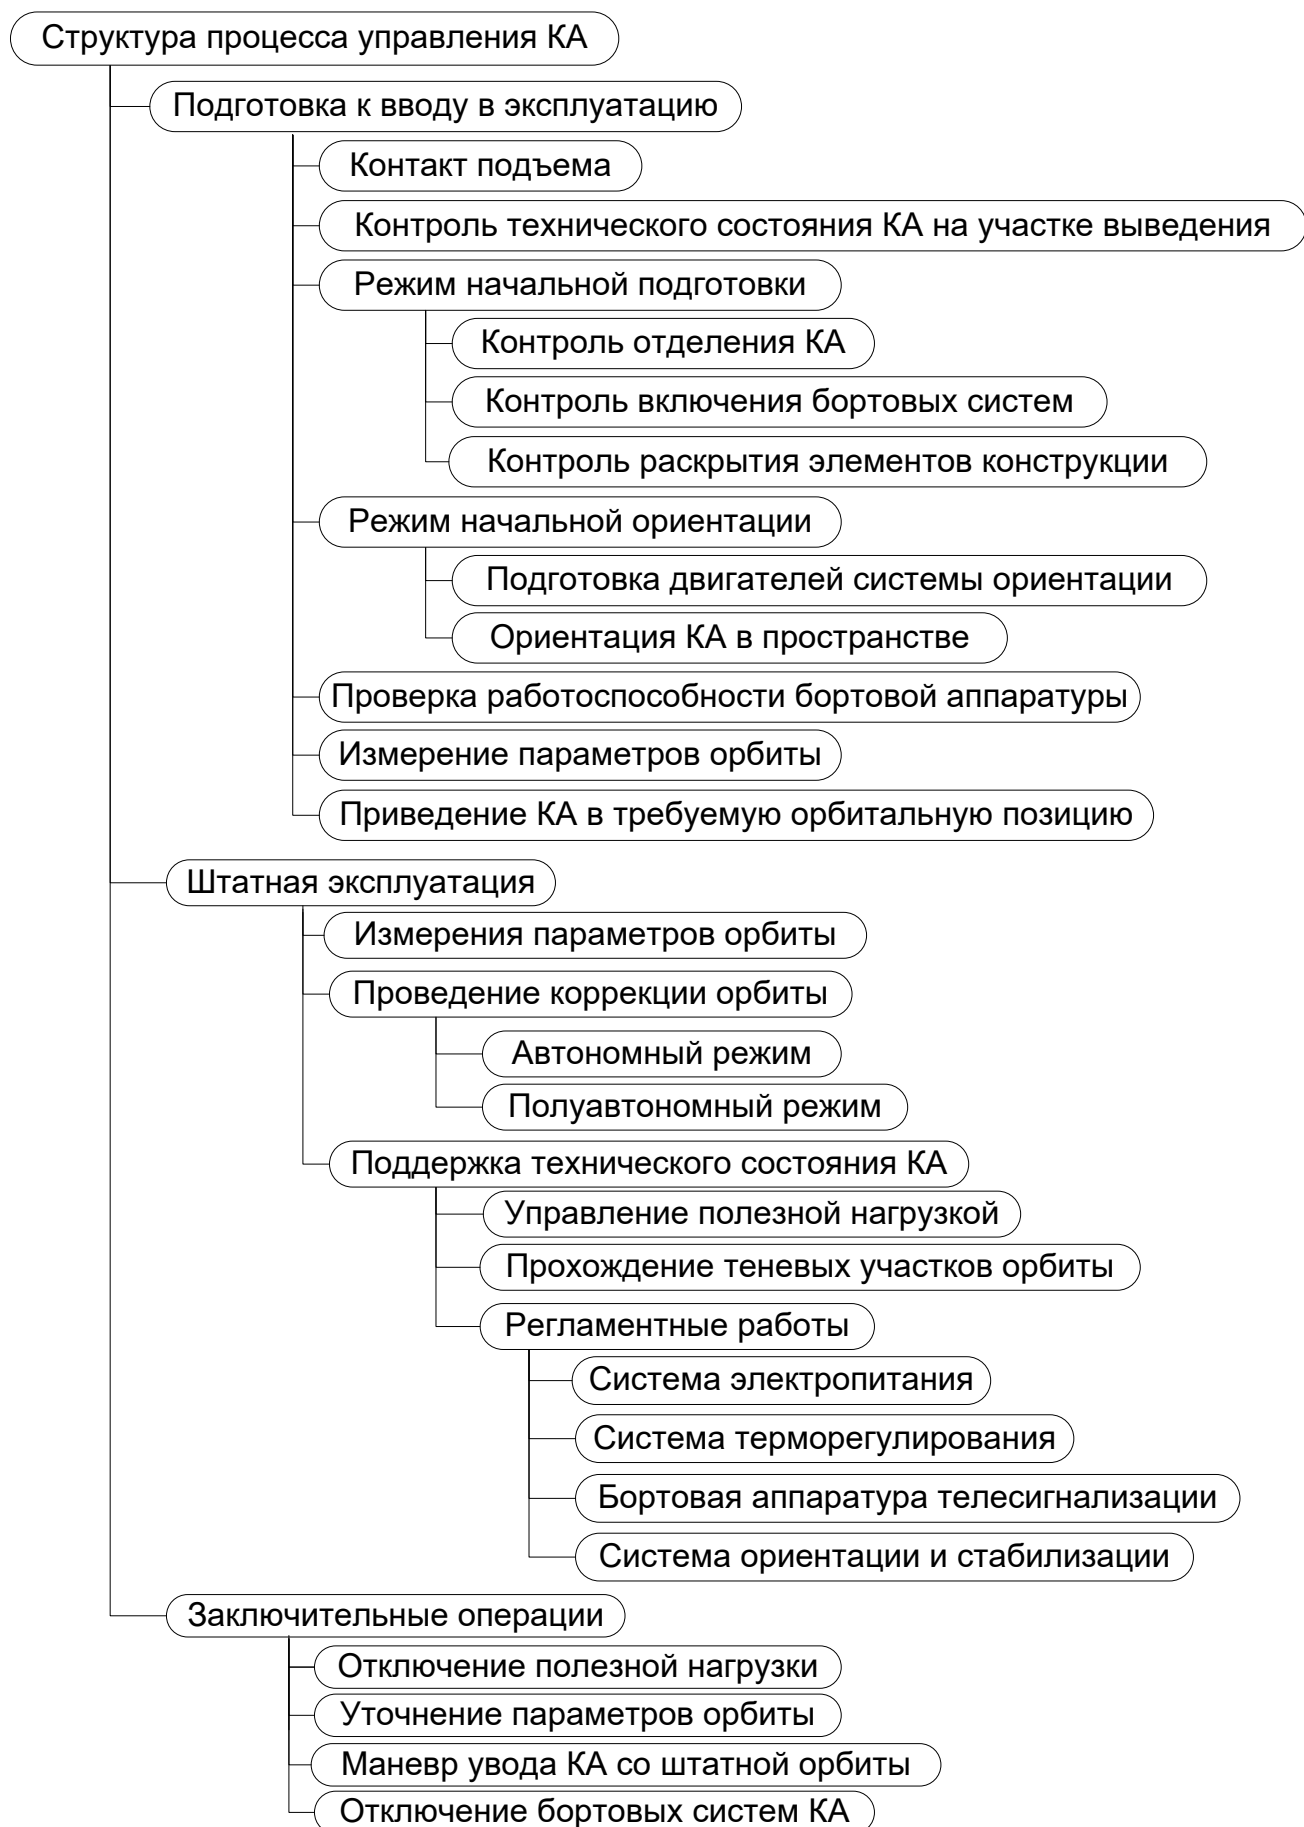 Структура процесса управления КА
Подготовка к вводу в эксплуатацию
Контакт подъема
Контроль технического состояния КА на участке выведения
Режим начальной подготовки
Контроль отделения КА
Контроль включения бортовых систем
Контроль раскрытия элементов конструкции
Режим начальной ориентации
Подготовка двигателей системы ориентации
Ориентация КА в пространстве
Проверка работоспособности бортовой аппаратуры
Измерение параметров орбиты
Приведение КА в требуемую орбитальную позицию
Штатная эксплуатация
Измерения параметров орбиты
Проведение коррекции орбиты
Автономный режим
Полуавтономный режим
Поддержка технического состояния КА
Управление полезной нагрузкой
Прохождение теневых участков орбиты
Регламентные работы
Система электропитания
Система терморегулирования
Бортовая аппаратура телесигнализации
Система ориентации и стабилизации
Заключительные операции
Отключение полезной нагрузки
Уточнение параметров орбиты
Маневр увода КА со штатной орбиты
Отключение бортовых систем КА